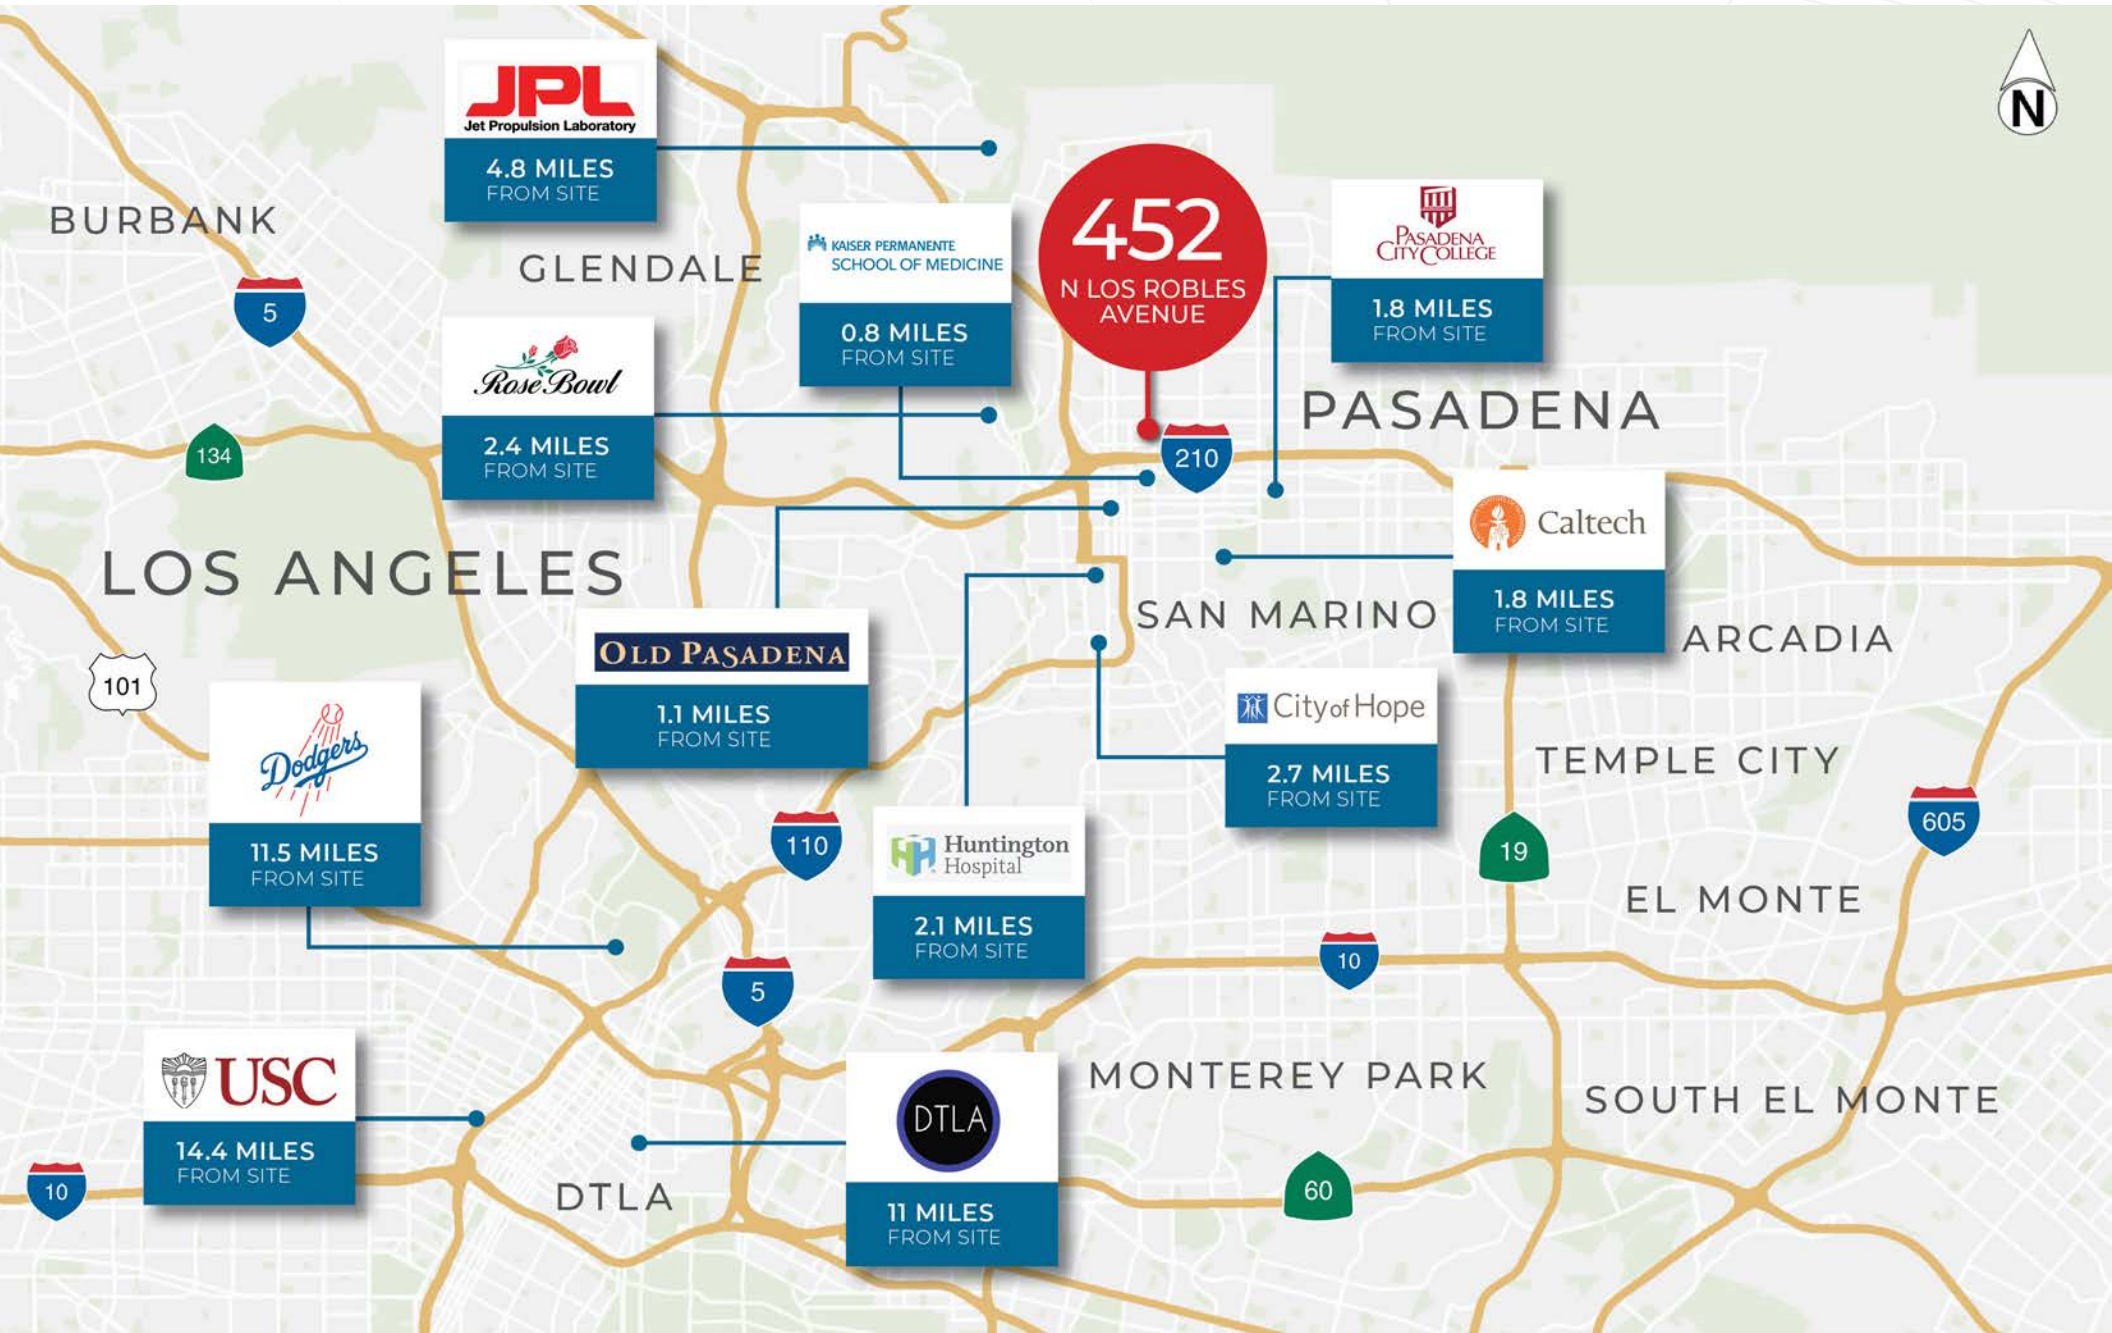 JPL
Jet Propulsion Laboratory
4.8 MILES
FROM SITE
N
BURBANK
GLENDALE
5
KAISER PERMANENTE
SCHOOL OF MEDICINE
0.8 MILES
FROM SITE
452
N LOS ROBLES
AVENUE
PASADENA
CITY COLLEGE
1.8 MILES
FROM SITE
Rose Bowl
2.4 MILES
FROM SITE
134
PASADENA
210
Caltech
1.8 MILES
FROM SITE
LOS ANGELES
OLD PASADENA
1.1 MILES
FROM SITE
SAN MARINO
ARCADIA
101
Dodgers
11.5 MILES
FROM SITE
City of Hope
2.7 MILES
FROM SITE
TEMPLE CITY
110
Huntington
Hospital
2.1 MILES
FROM SITE
19
605
EL MONTE
5
10
USC
14.4 MILES
FROM SITE
10
DTLA
DTLA
11 MILES
FROM SITE
MONTEREY PARK
SOUTH EL MONTE
60